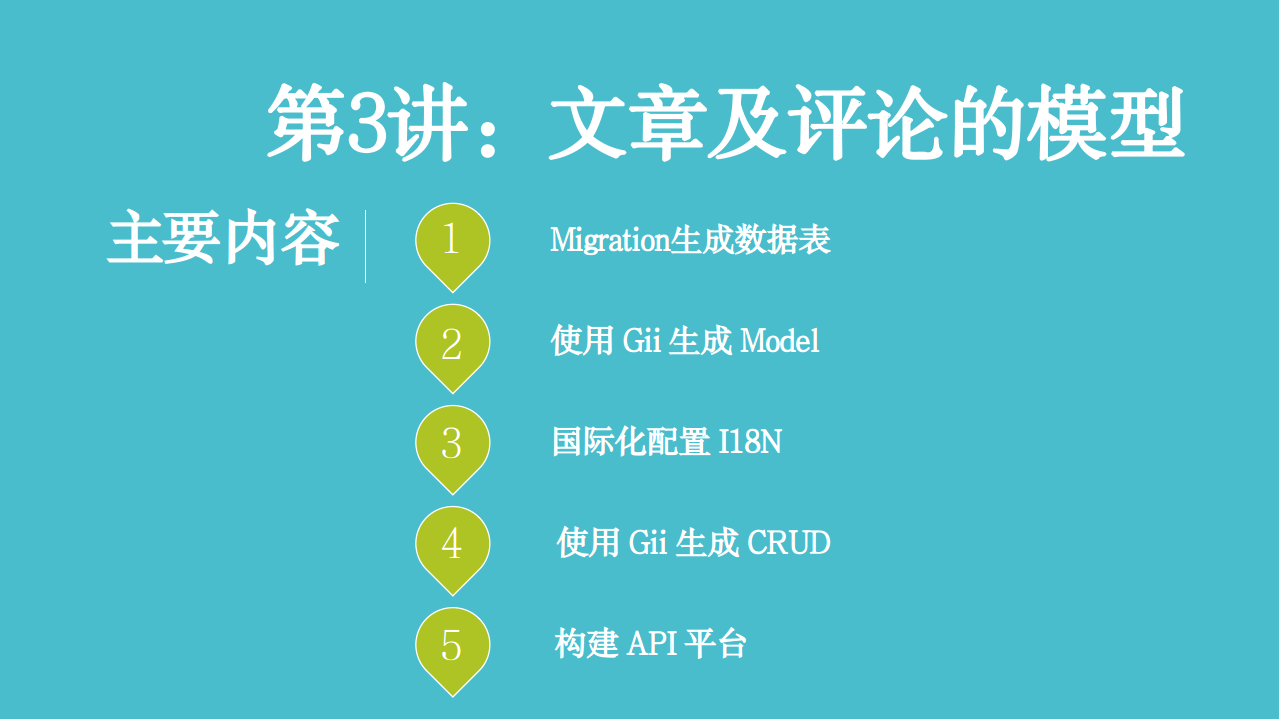 第3讲：文章及评论的模型
主要内容
1 Migration生成数据表
2 使用 Gii 生成 Model
3 国际化配置 I18N
4 使用 Gii 生成 CRUD
5 构建 API 平台